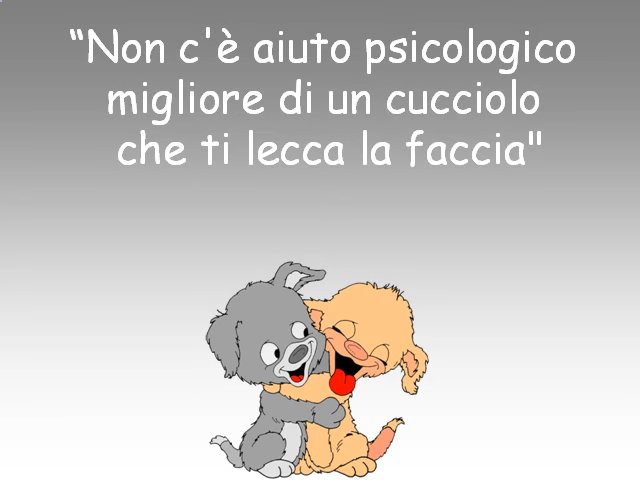 “Non c'è aiuto psicologico
migliore di un cucciolo
che ti lecca la faccia"